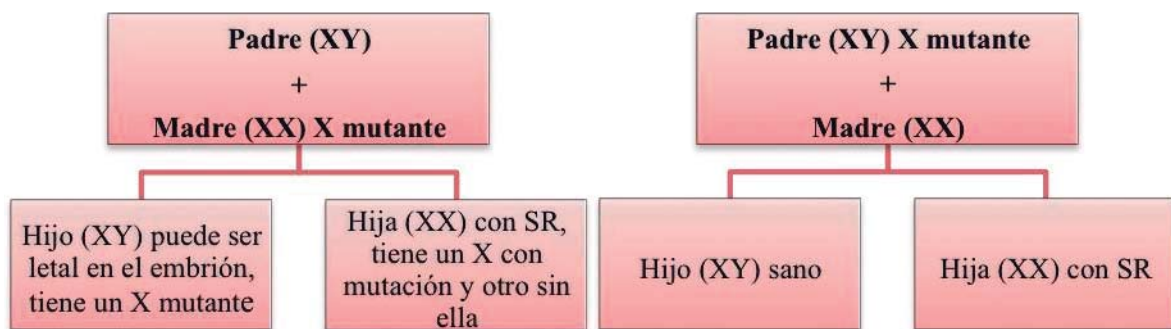 Padre (XY)
+
Madre (XX) X mutante
Padre (XY) X mutante
+
Madre (XX)
Hijo (XY) puede ser
letal en el embrión,
tiene un X mutante
Hija (XX) con SR,
tiene un X con
mutación y otro sin
ella
Hijo (XY) sano
Hija (XX) con SR